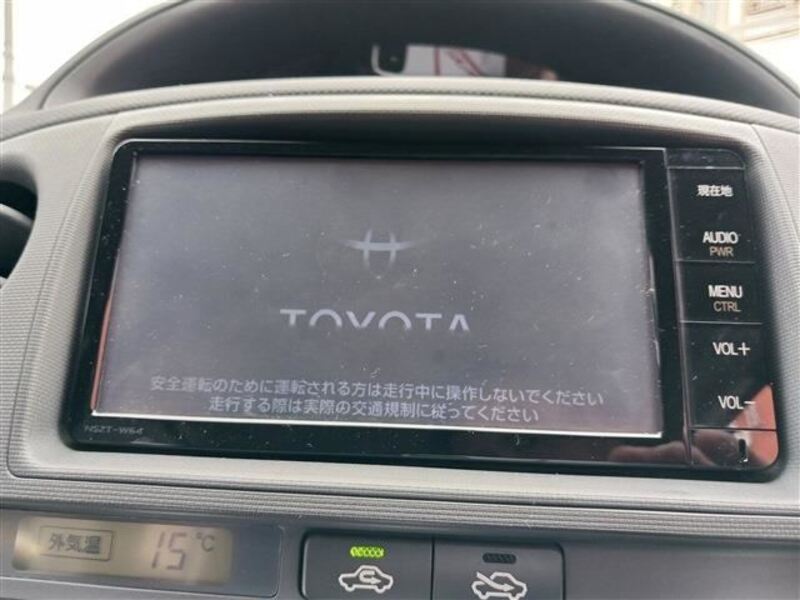 現在地
AUDIO
PWR
MENU
CTRL
VOL+
VOL-
TOYOTA
安全運転のために運転される方は走行中に操作しないでください
走行する際は実際の交通規制に従ってください
NSZT-W64
外気温 15℃